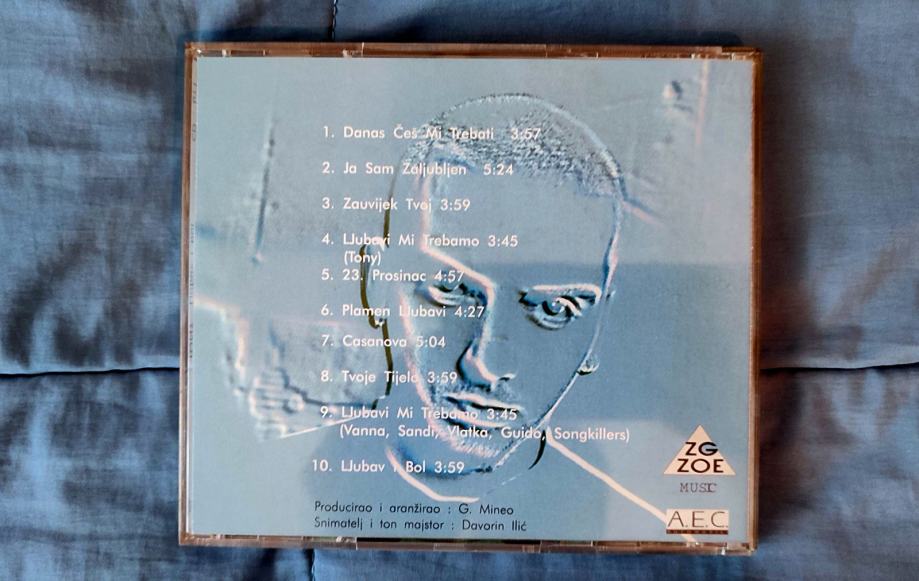 1. Danas Ćeš Mi Trebati 3:57
2. Ja Sam Zaljubljen 5:24
3. Zauvijek Tvoj 3:59
4. Ljubavi Mi Trebamo 3:45
(Tony)
5. 23. Prosinac 4:57
6. Plamen Ljubavi 4:27
7. Casanova 5:04
8. Tvoje Tijelo 3:59
9. Ljubavi Mi Trebamo 3:45
(Vanna, Sandi, Vlatka, Guido, Songkillers)
10. Ljubav i Bol 3:59
Producirao i aranžirao : G. Mineo
Snimatelj i ton majstor : Davorin Ilić
ZG
ZOE
MUSIC
A.E.C.